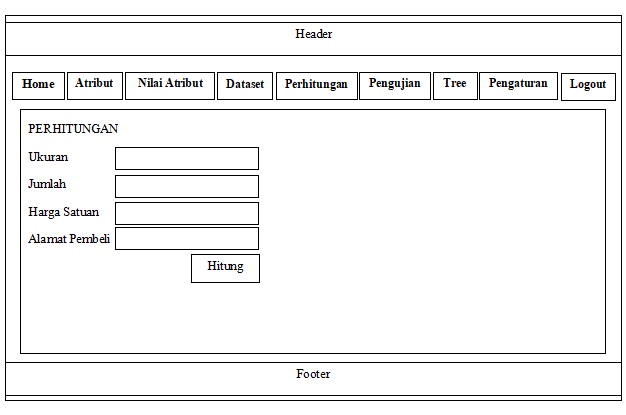 Header
Home Atribut Nilai Atribut Dataset Perhitungan Pengujian Tree Pengaturan Logout
PERHITUNGAN
Ukuran
Jumlah
Harga Satuan
Alamat Pembeli
Hitung
Footer